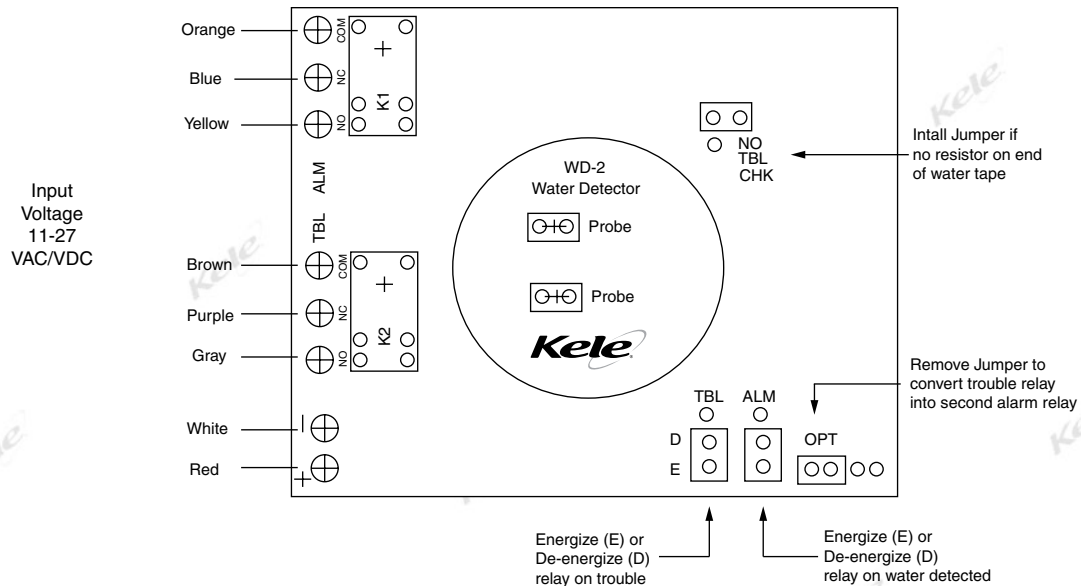 Orange
Blue
Yellow
COM
NC
NO
K1
ALM
TBL
Input
Voltage
11-27
VAC/VDC
Brown
Purple
Gray
COM
NC
NO
K2
White
Red
− 
+
WD-2
Water Detector
Probe
Probe
Kele
NO
TBL
CHK
Intall Jumper if
no resistor on end
of water tape
Remove Jumper to
convert trouble relay
into second alarm relay
TBL ALM
D
E
OPT
Energize (E) or
De-energize (D)
relay on trouble
Energize (E) or
De-energize (D)
relay on water detected
Kele
Kele